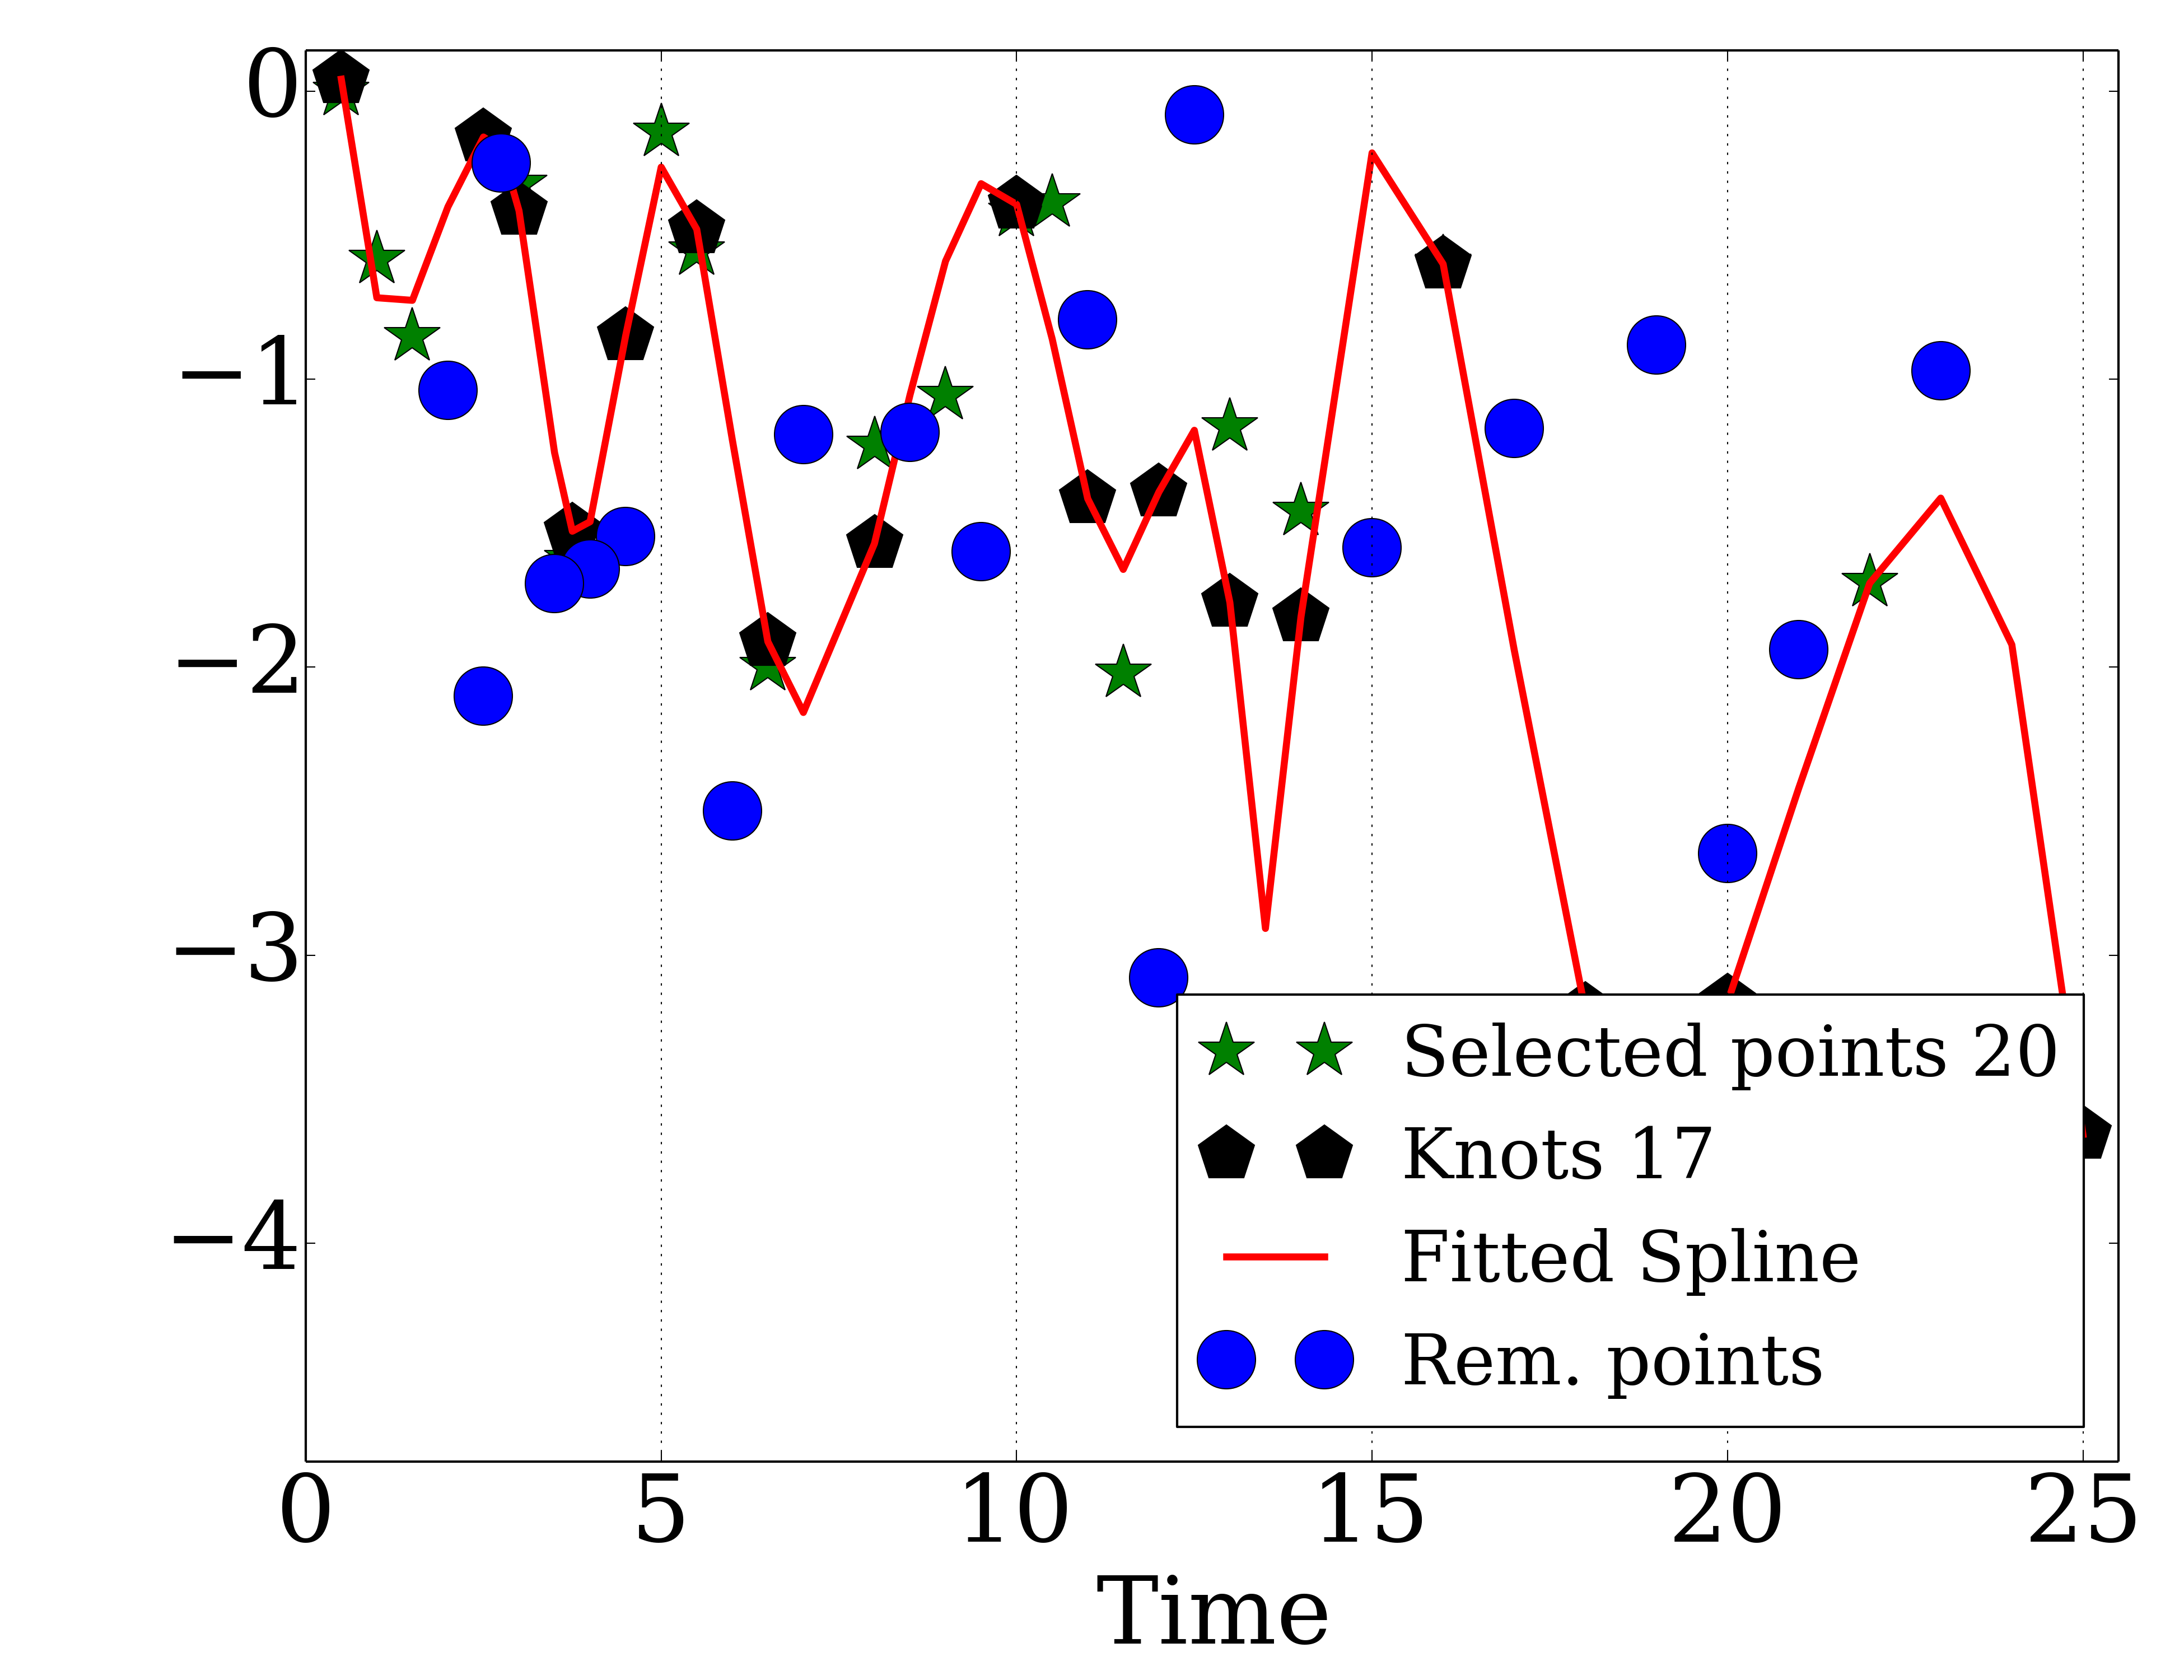 0
−1
−2
−3
−4
Selected points 20
Knots 17
Fitted Spline
Rem. points
0 5 10 15 20 25
Time